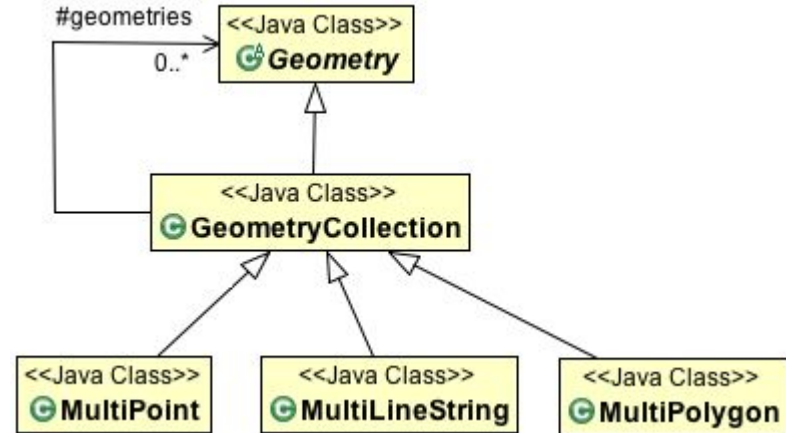 #geometries
0..*
<<Java Class>>
Geometry
<<Java Class>>
GeometryCollection
<<Java Class>>
MultiPoint
<<Java Class>>
MultiLineString
<<Java Class>>
MultiPolygon